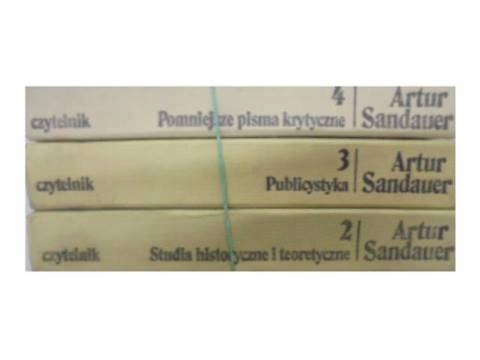 4 Artur
czytelnik Pomniejsze pisma krytyczne Sandauer
3 Artur
czytelnik Publicystyka Sandauer
2 Artur
czytelnik Studia historyczne i teoretyczne Sandauer